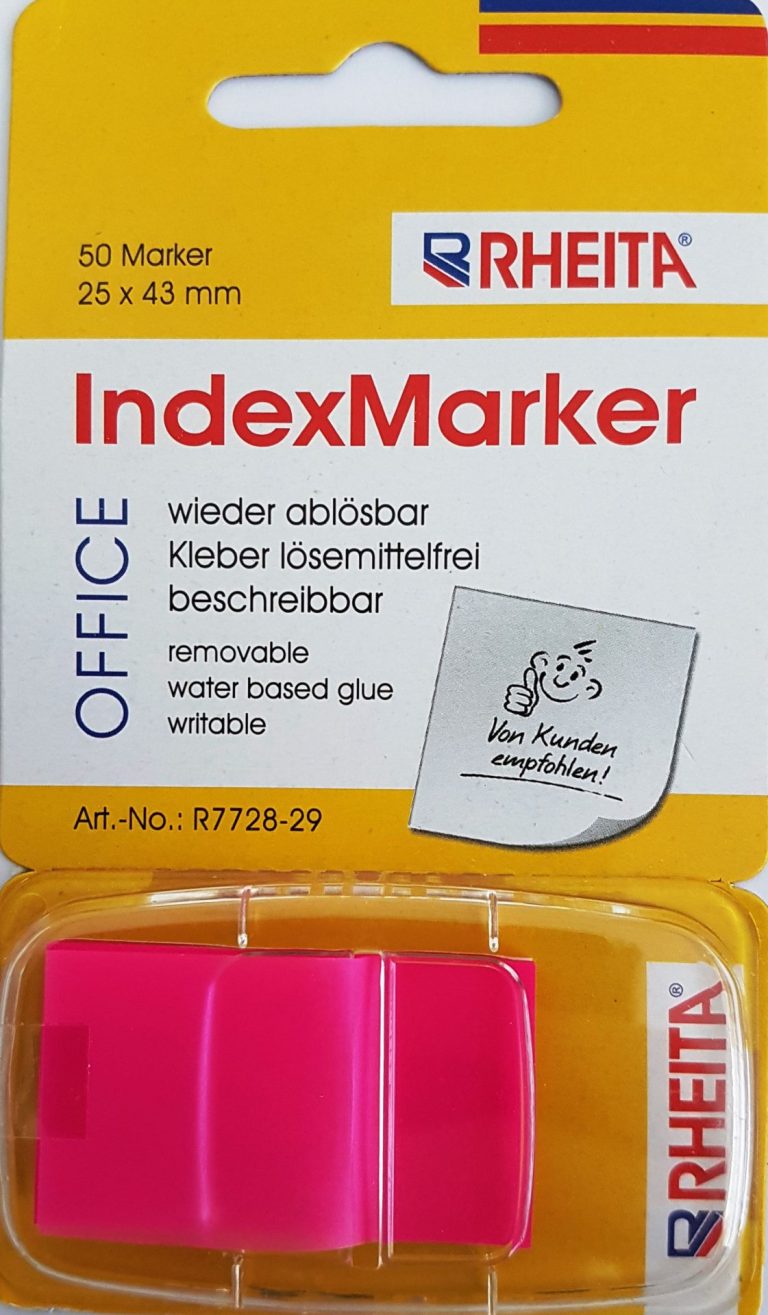 50 Marker
25 x 43 mm
RHEITA®
IndexMarker
OFFICE
wieder ablösbar
Kleber lösemittelfrei
beschreibbar
removable
water based glue
writable
Von Kunden
empfohlen!
Art.-No.: R7728-29
RHEITA®